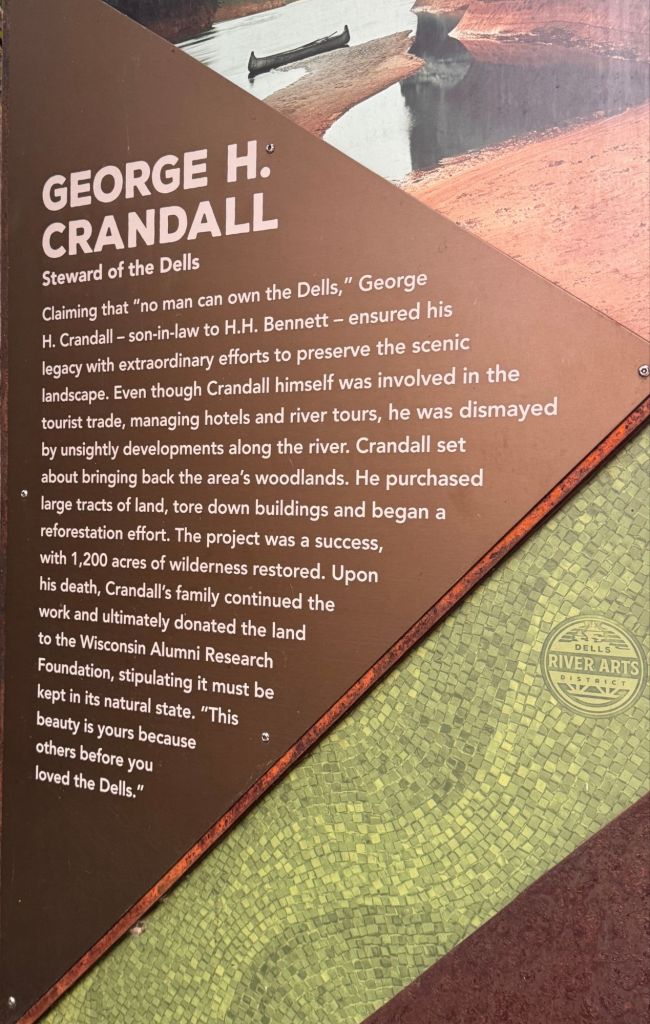 GEORGE H.
CRANDALL
Steward of the Dells
Claiming that “no man can own the Dells,” George
H. Crandall – son-in-law to H.H. Bennett – ensured his
legacy with extraordinary efforts to preserve the scenic
landscape. Even though Crandall himself was involved in the
tourist trade, managing hotels and river tours, he was dismayed
by unsightly developments along the river. Crandall set
about bringing back the area’s woodlands. He purchased
large tracts of land, tore down buildings and began a
reforestation effort. The project was a success,
with 1,200 acres of wilderness restored. Upon
his death, Crandall’s family continued the
work and ultimately donated the land
to the Wisconsin Alumni Research
Foundation, stipulating it must be
kept in its natural state. “This
beauty is yours because
others before you
loved the Dells.”
DELLS
RIVER ARTS
DISTRICT